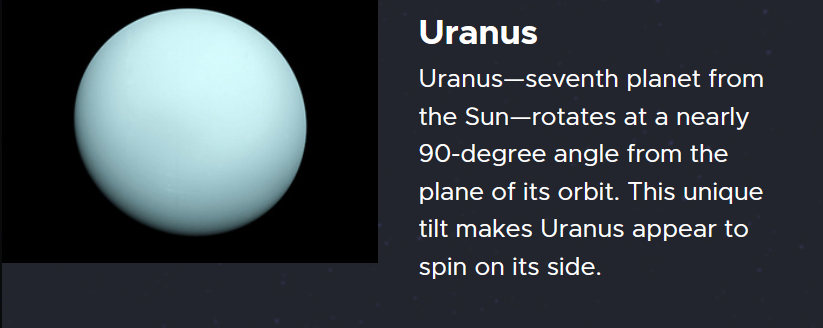 Uranus
Uranus—seventh planet from
the Sun—rotates at a nearly
90-degree angle from the
plane of its orbit. This unique
tilt makes Uranus appear to
spin on its side.